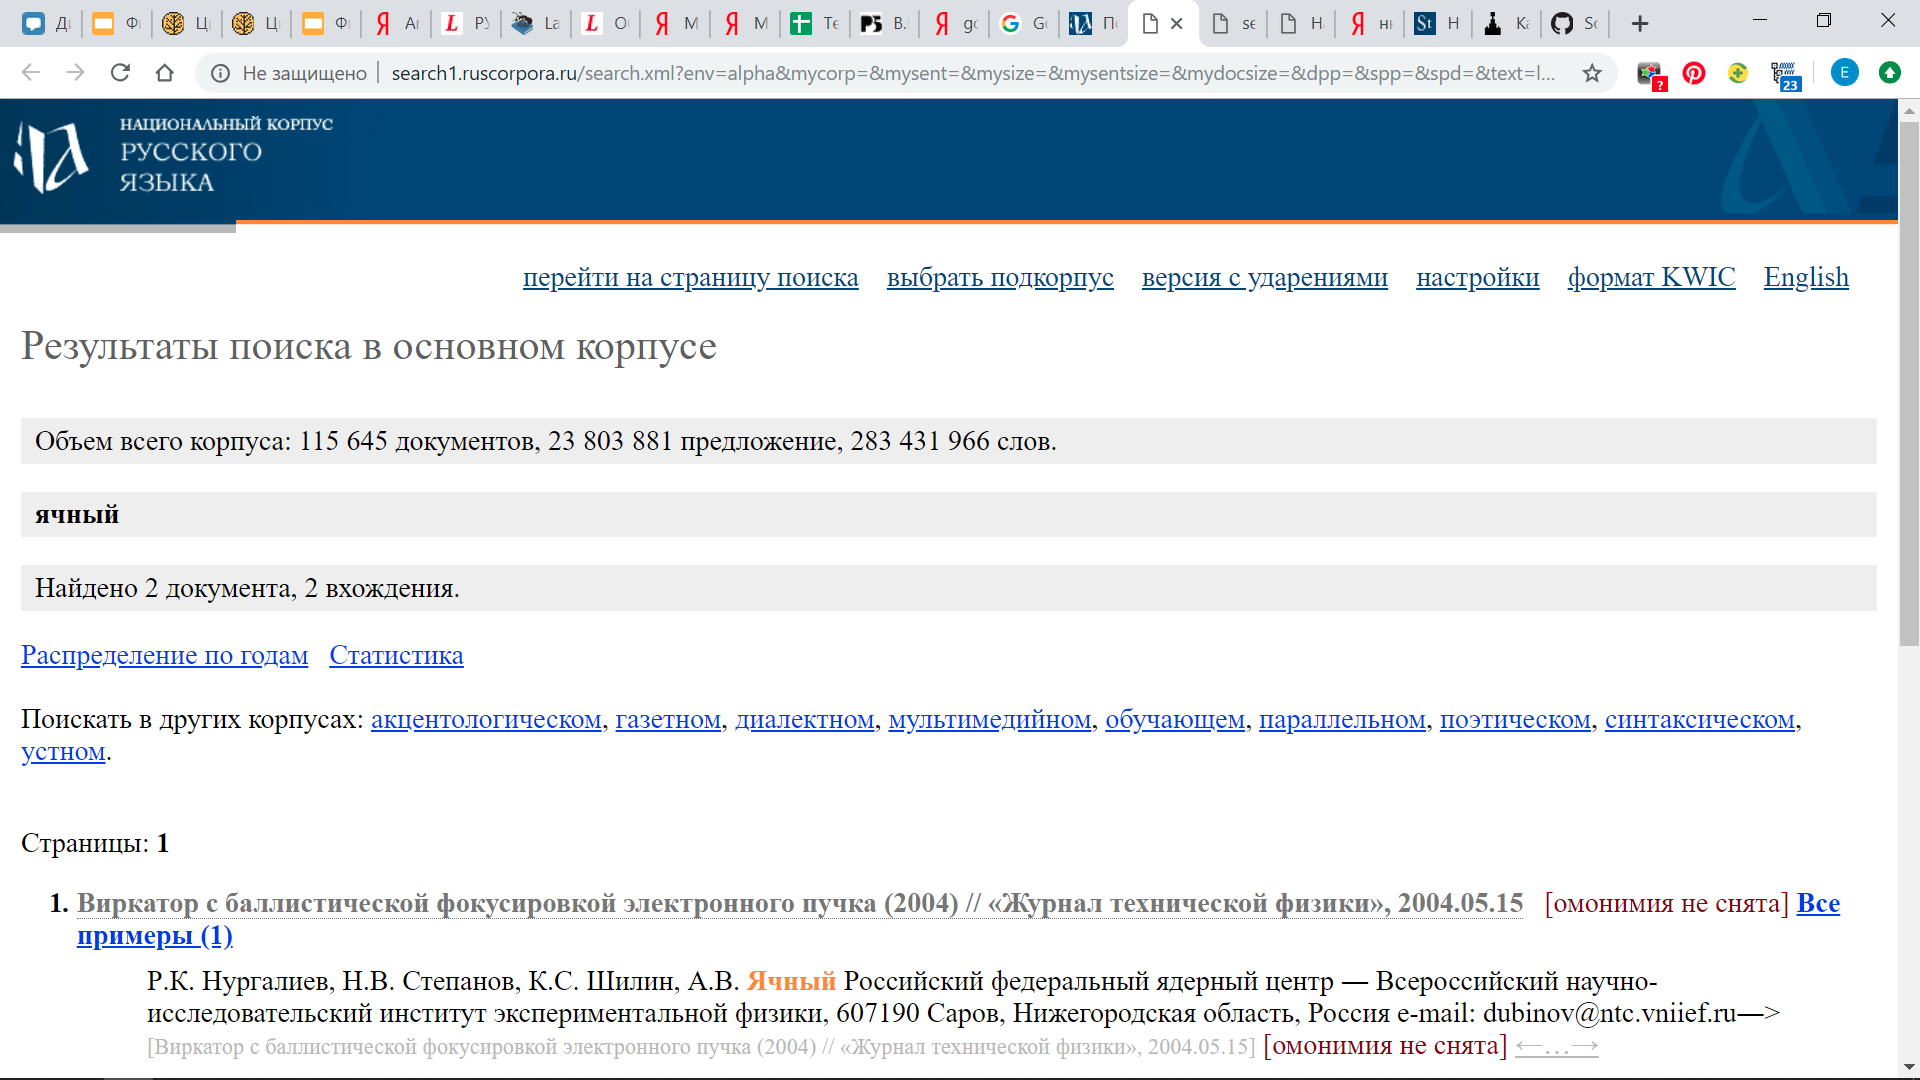 Не защищено
search1.ruscorpora.ru/search.xml?env=alpha&mycorp=&mysent=&mysize=&mysentsize=&mydocsize=&dpp=&spp=&spd=&text=l...
23
E
НАЦИОНАЛЬНЫЙ КОРПУС
РУССКОГО
ЯЗЫКА
перейти на страницу поиска выбрать подкорпус версия с ударениями настройки формат KWIC English
Результаты поиска в основном корпусе
Объем всего корпуса: 115 645 документов, 23 803 881 предложение, 283 431 966 слов.
ячный
Найдено 2 документа, 2 вхождения.
Распределение по годам Статистика
Поискать в других корпусах: акцентологическом, газетном, диалектном, мультимедийном, обучающем, параллельном, поэтическом, синтаксическом,
устном.
Страницы: 1
1. Виркатор с баллистической фокусировкой электронного пучка (2004) // «Журнал технической физики», 2004.05.15 [омонимия не снята] Все
примеры (1)
Р.К. Нургалиев, Н.В. Степанов, К.С. Шилин, А.В. Ячный Российский федеральный ядерный центр — Всероссийский научно-
исследовательский институт экспериментальной физики, 607190 Саров, Нижегородская область, Россия e-mail: dubinov@ntc.vniief.ru—>
[Виркатор с баллистической фокусировкой электронного пучка (2004) // «Журнал технической физики», 2004.05.15] [омонимия не снята] ←…→